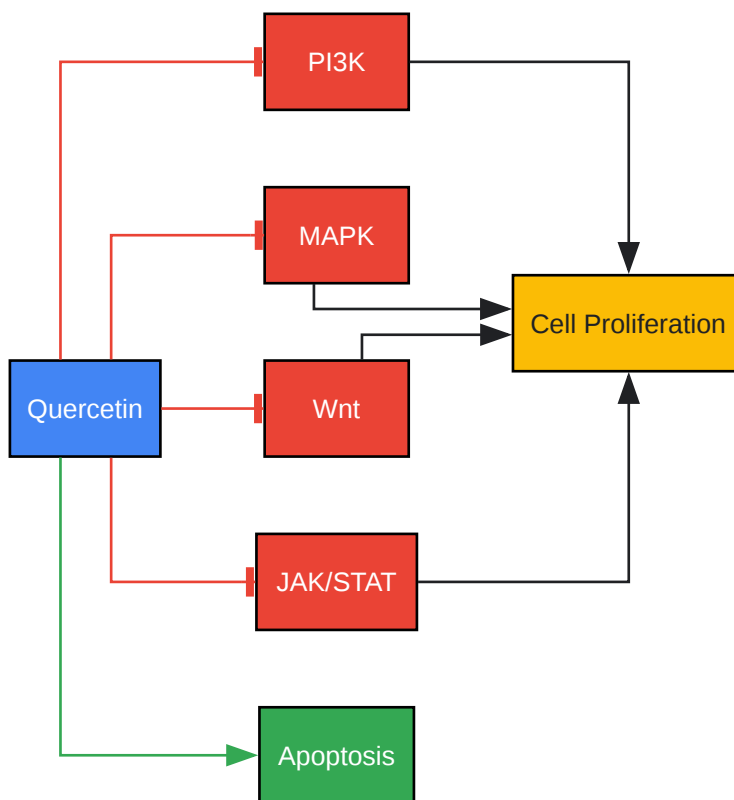 PI3K
MAPK
Cell Proliferation
Quercetin
Wnt
JAK/STAT
Apoptosis